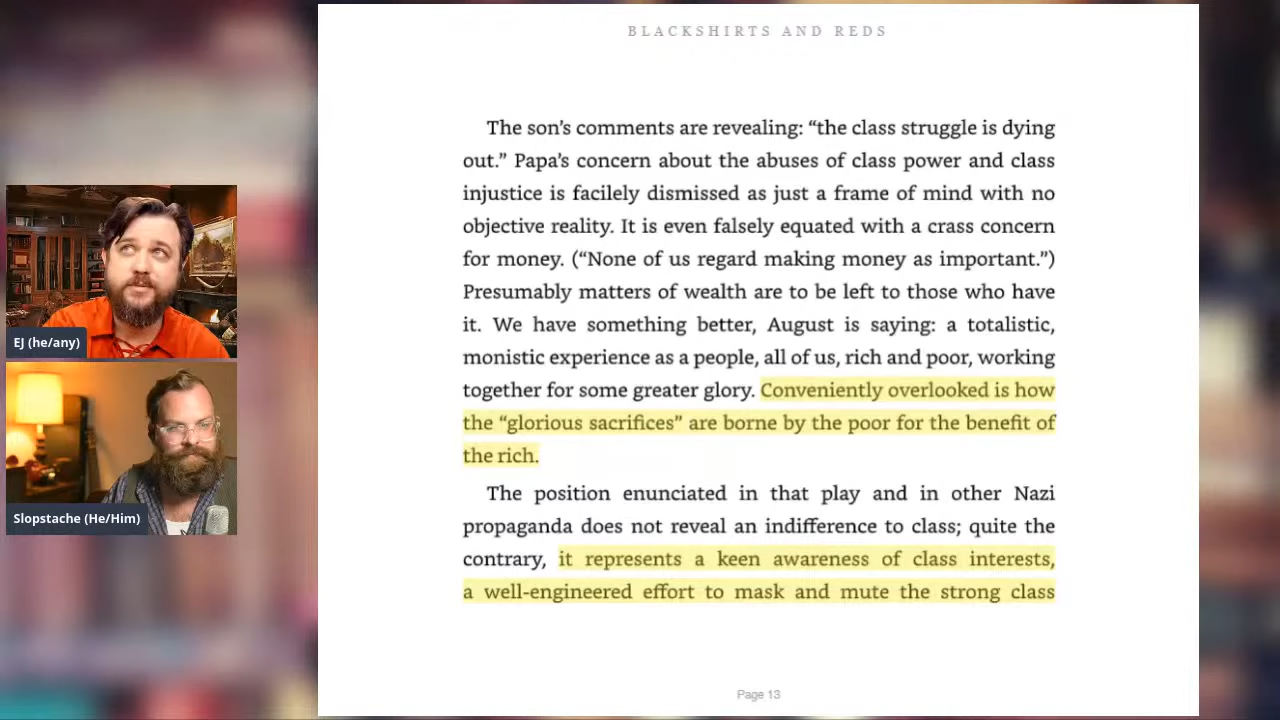 BLACKSHIRTS AND REDS
The son’s comments are revealing: “the class struggle is dying
out.” Papa’s concern about the abuses of class power and class
injustice is facilely dismissed as just a frame of mind with no
objective reality. It is even falsely equated with a crass concern
for money. (“None of us regard making money as important.”)
Presumably matters of wealth are to be left to those who have
it. We have something better, August is saying: a totalistic,
monistic experience as a people, all of us, rich and poor, working
together for some greater glory. Conveniently overlooked is how
the “glorious sacrifices” are borne by the poor for the benefit of
the rich.
The position enunciated in that play and in other Nazi
propaganda does not reveal an indifference to class; quite the
contrary, it represents a keen awareness of class interests,
a well-engineered effort to mask and mute the strong class
Page 13
EJ (he/any)
Slopstache (He/Him)